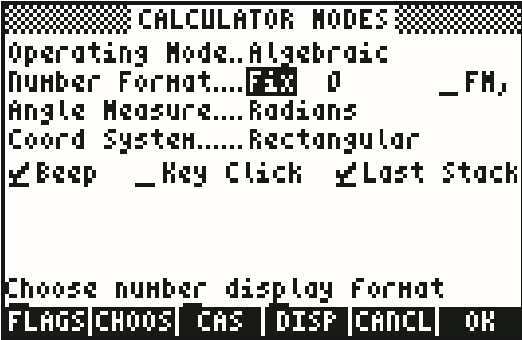 CALCULATOR MODES
Operating Mode..Algebraic
Number Format....Fix 0 _FM,
Angle Measure....Radians
Coord System......Rectangular
✓Beep _Key Click ✓Last Stack
Choose number display format
FLAGS CHOOS CAS DISP CANCL OK